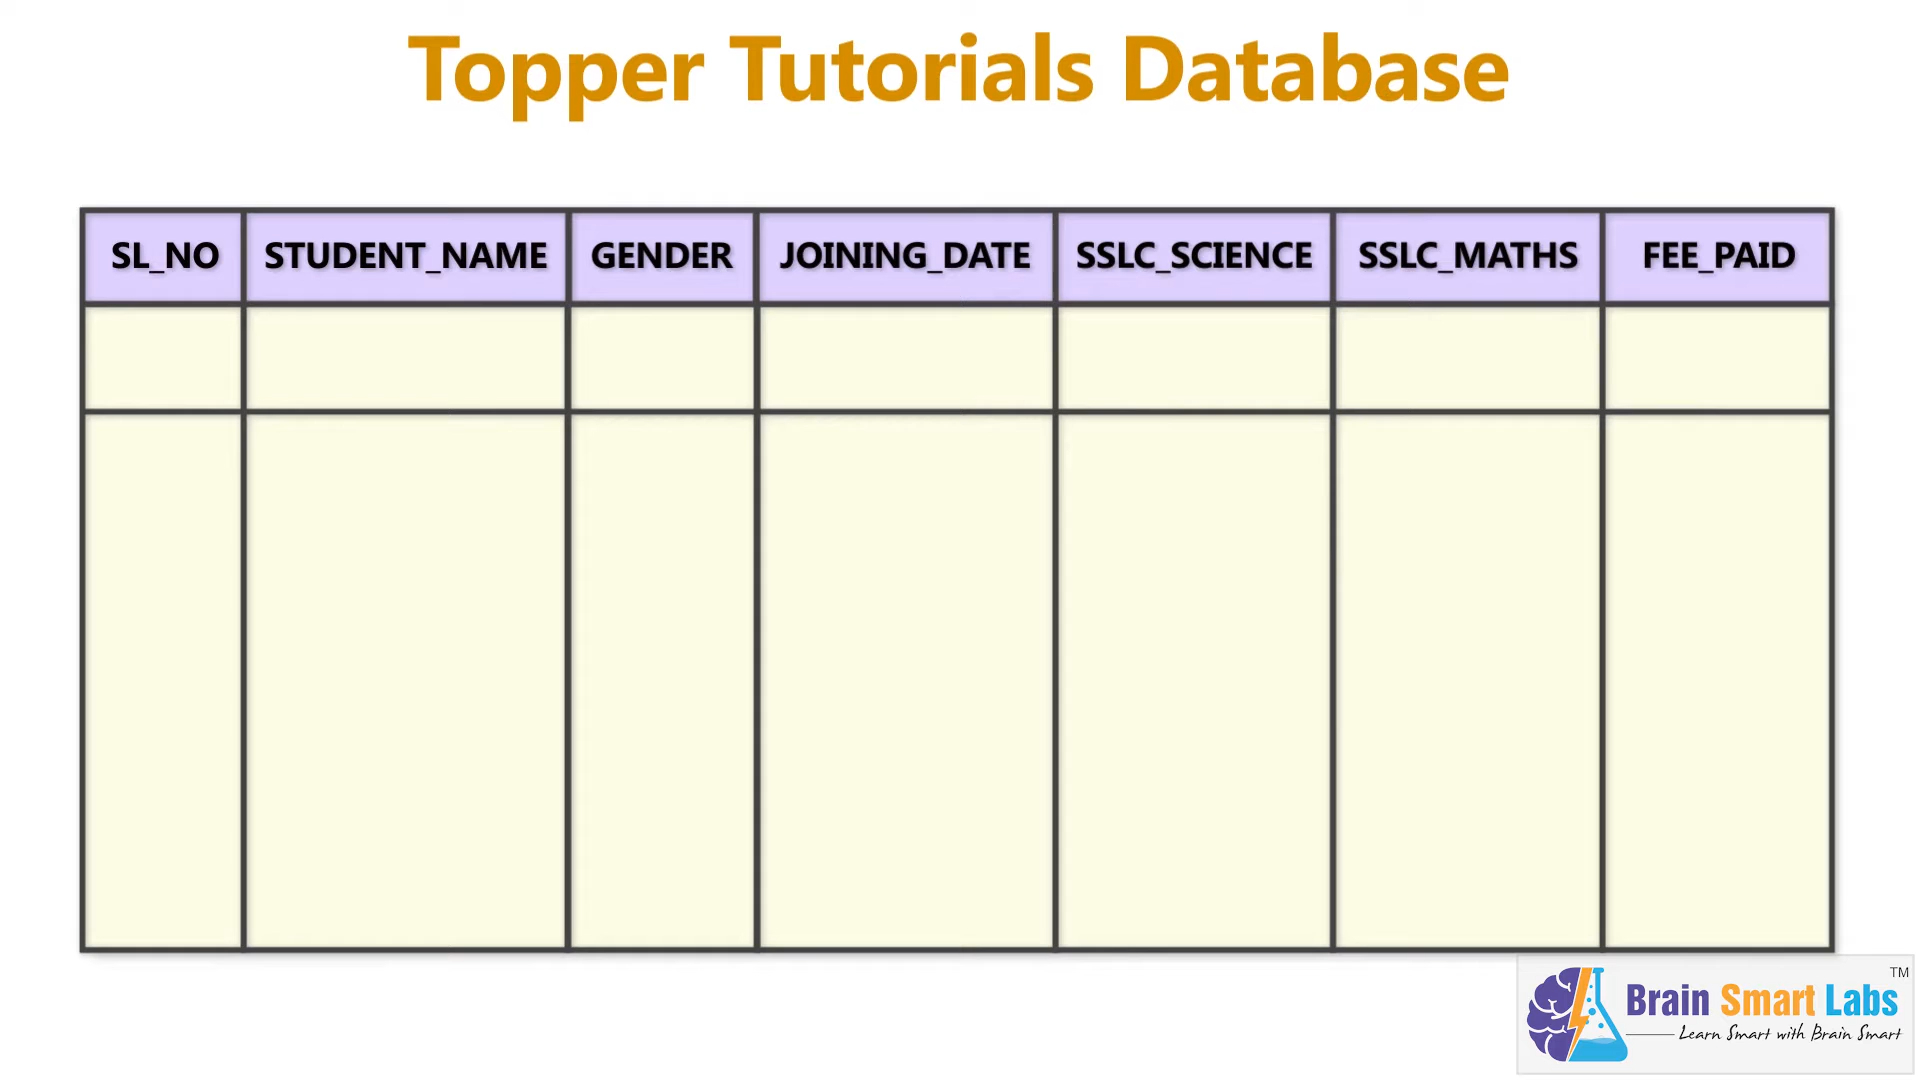 Topper Tutorials Database
SL_NO STUDENT_NAME GENDER JOINING_DATE SSLC_SCIENCE SSLC_MATHS FEE_PAID
TM
Brain Smart Labs
Learn Smart with Brain Smart